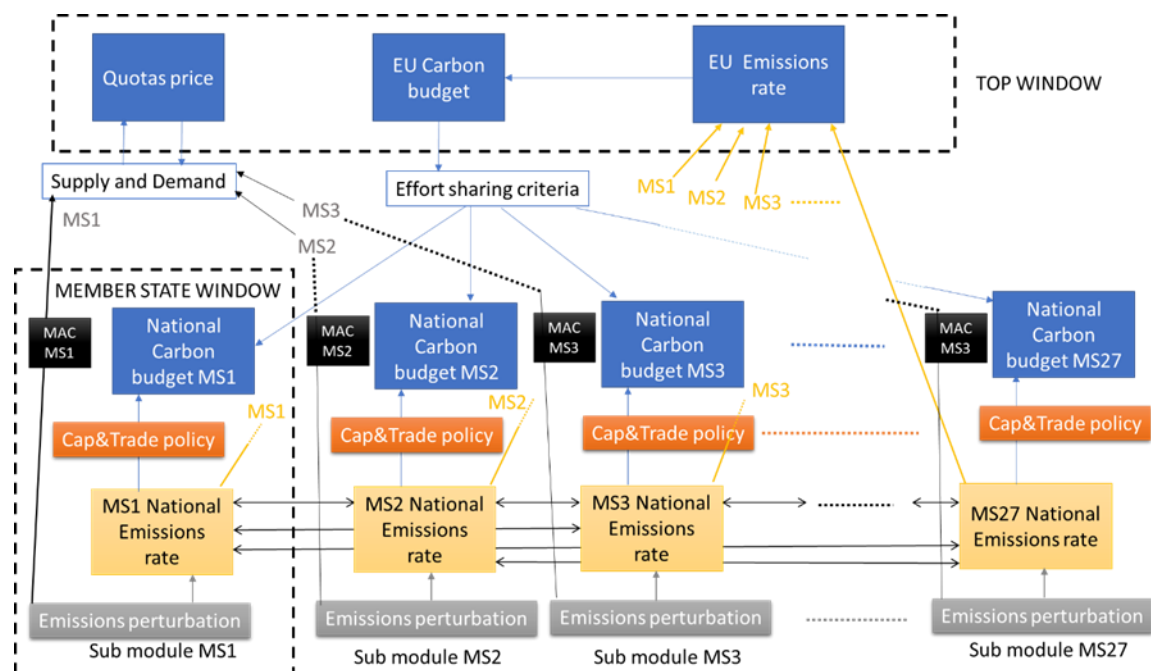 Quotas price
EU Carbon
budget
EU Emissions
rate
TOP WINDOW
Supply and Demand
Effort sharing criteria
MS1
MS2
MS3
MS1
MS2
MS3
MEMBER STATE WINDOW
MAC
MS1
National
Carbon
budget MS1
MAC
MS2
National
Carbon
budget MS2
MAC
MS3
National
Carbon
budget MS3
MAC
MS3
National
Carbon
budget MS27
MS1
MS2
MS3
Cap&Trade policy
Cap&Trade policy
Cap&Trade policy
Cap&Trade policy
MS1 National
Emissions
rate
MS2 National
Emissions
rate
MS3 National
Emissions
rate
MS27 National
Emissions rate
Emissions perturbation
Emissions perturbation
Emissions perturbation
Emissions perturbation
Sub module MS1
Sub module MS2
Sub module MS3
Sub module MS27